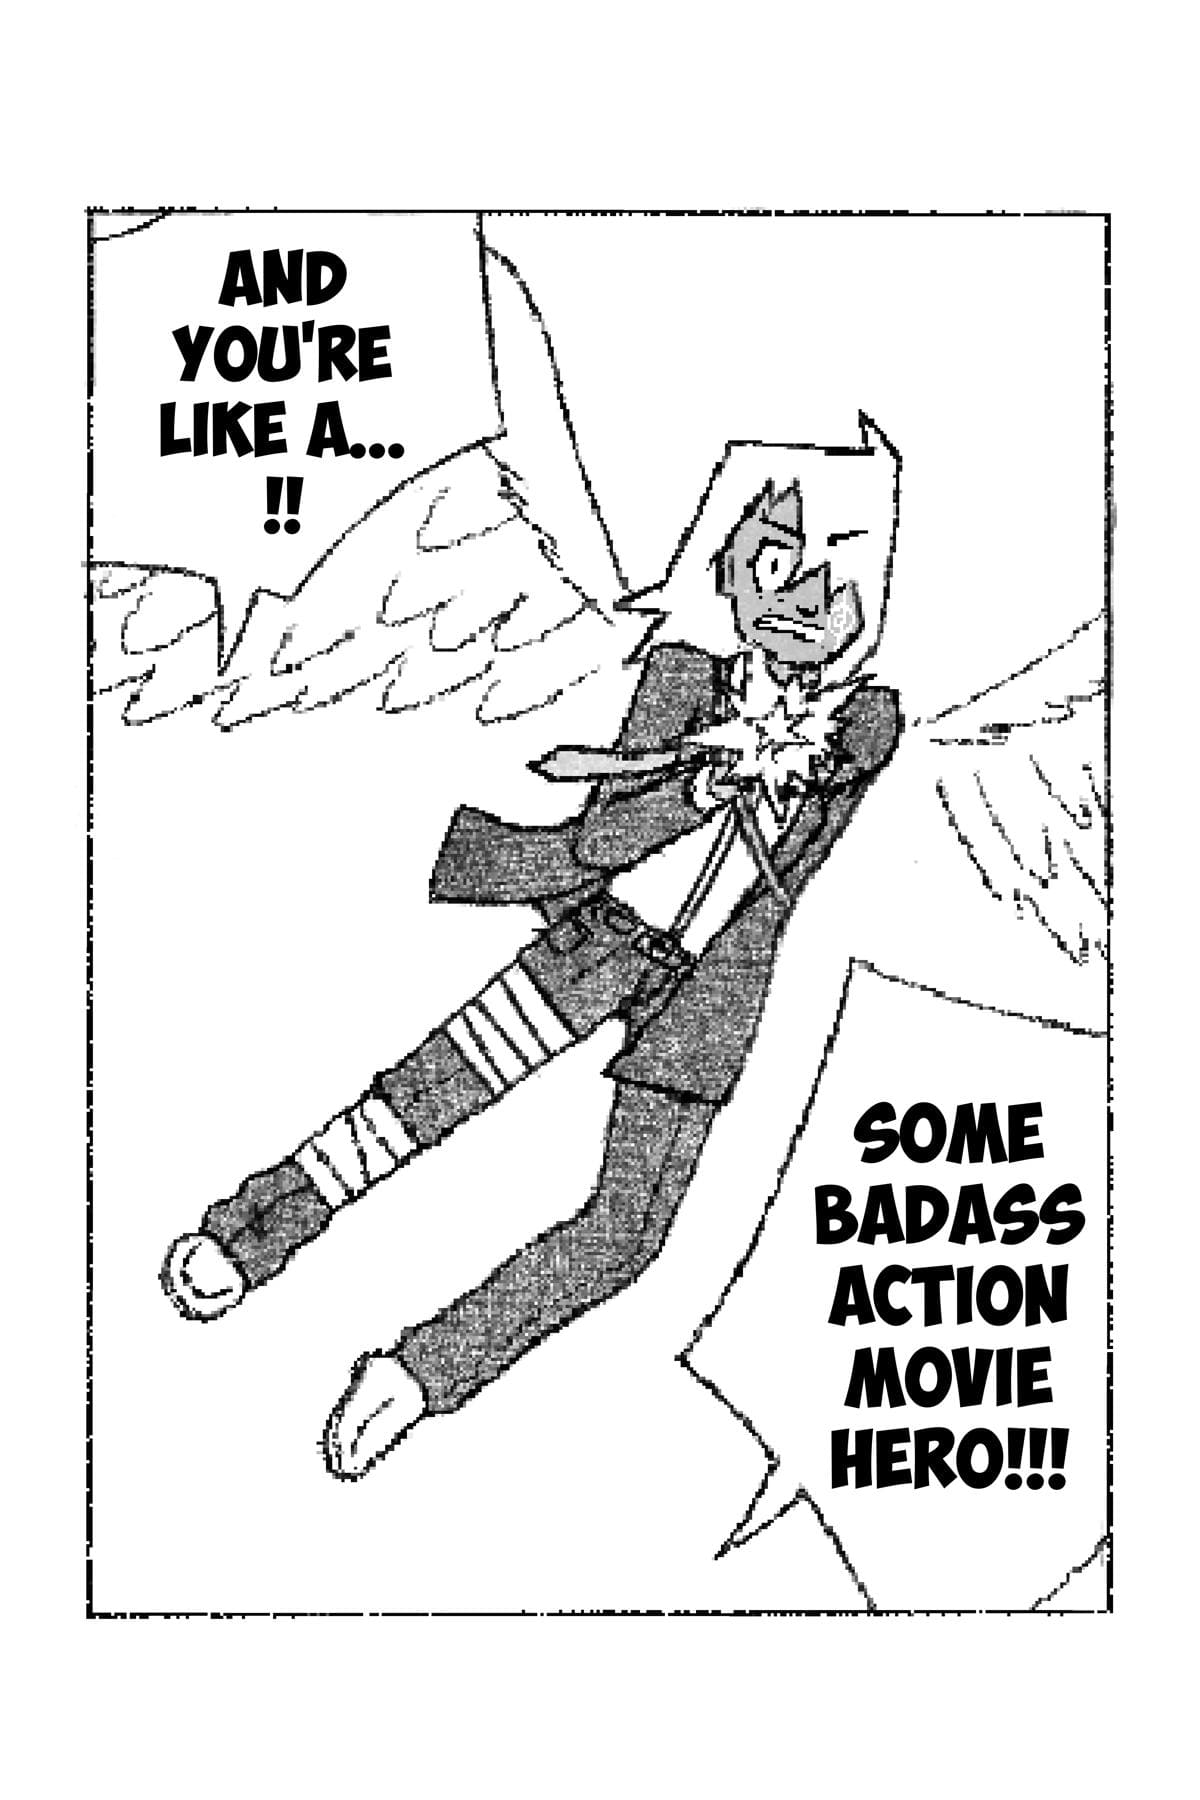 AND
YOU'RE
LIKE A...
!!
SOME
BADASS
ACTION
MOVIE
HERO!!!